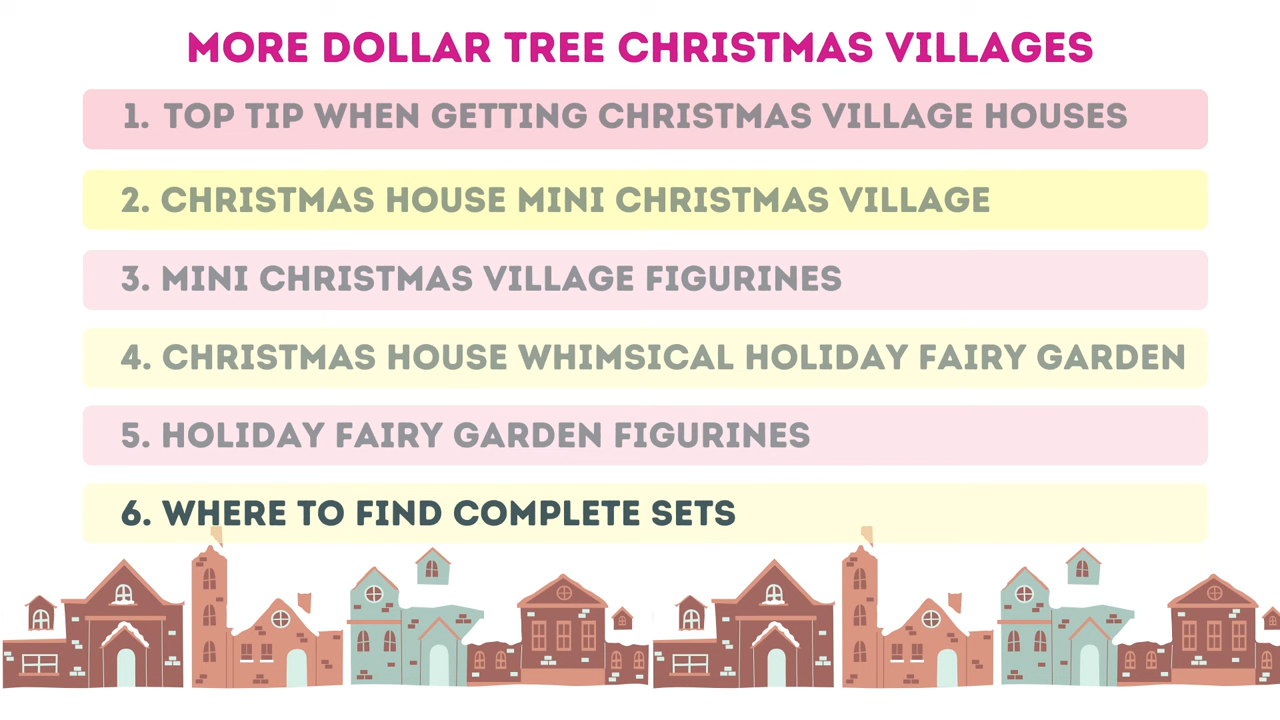 MORE DOLLAR TREE CHRISTMAS VILLAGES
1. TOP TIP WHEN GETTING CHRISTMAS VILLAGE HOUSES
2. CHRISTMAS HOUSE MINI CHRISTMAS VILLAGE
3. MINI CHRISTMAS VILLAGE FIGURINES
4. CHRISTMAS HOUSE WHIMSICAL HOLIDAY FAIRY GARDEN
5. HOLIDAY FAIRY GARDEN FIGURINES
6. WHERE TO FIND COMPLETE SETS